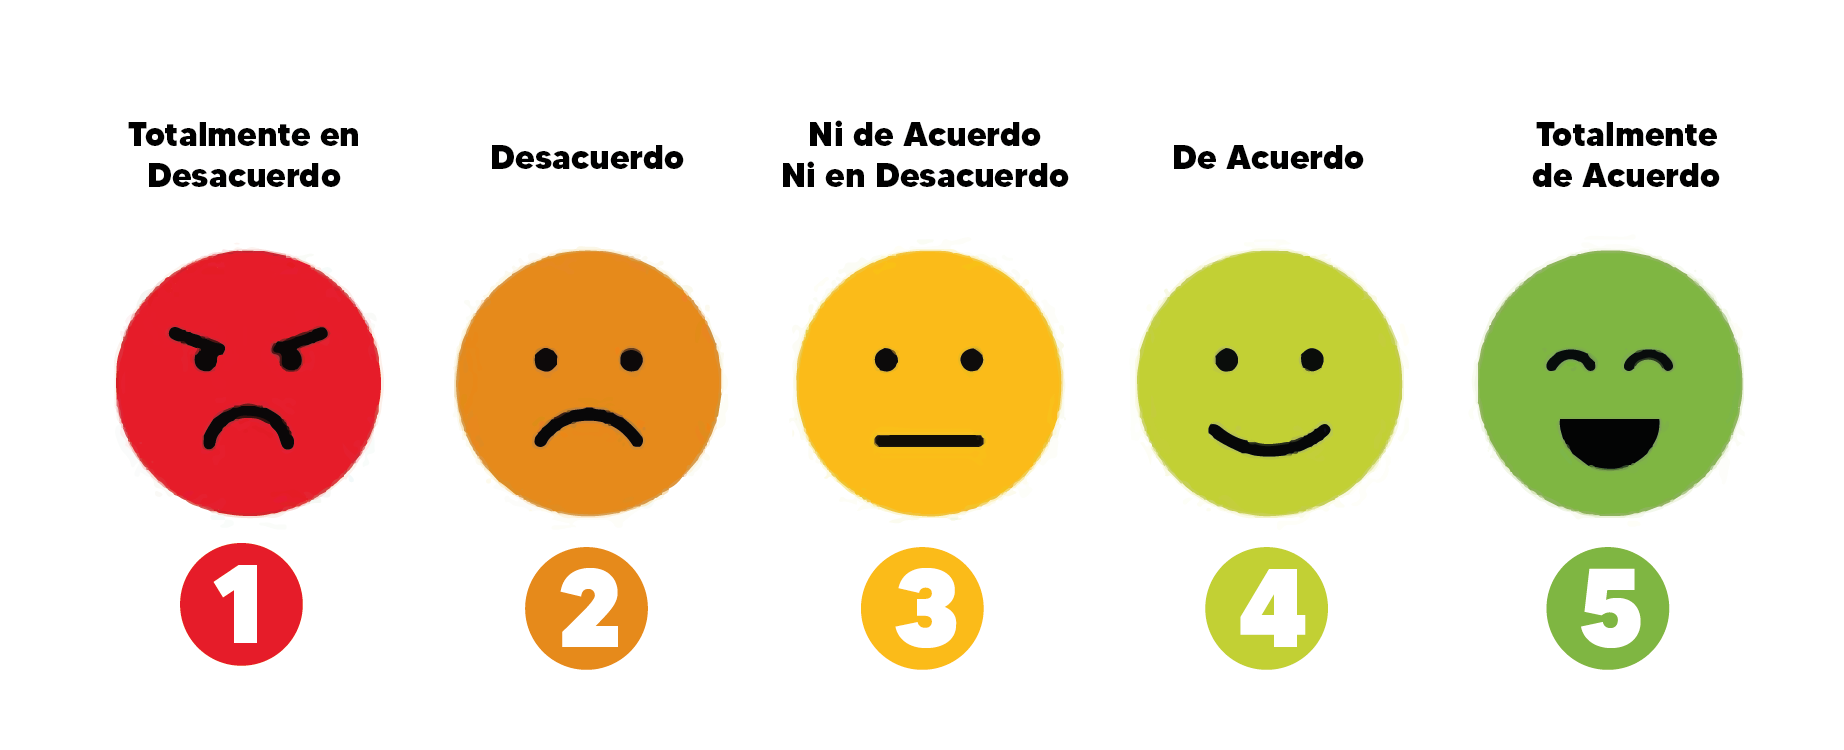 Totalmente en
Desacuerdo
Desacuerdo
Ni de Acuerdo
Ni en Desacuerdo
De Acuerdo
Totalmente
de Acuerdo
1
2
3
4
5